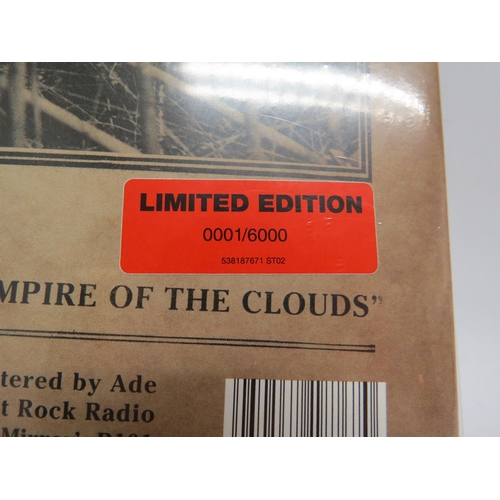 LIMITED EDITION
0001/6000
538187671 ST02
MPIRE OF THE CLOUDS"
tered by Ade
t Rock Radio